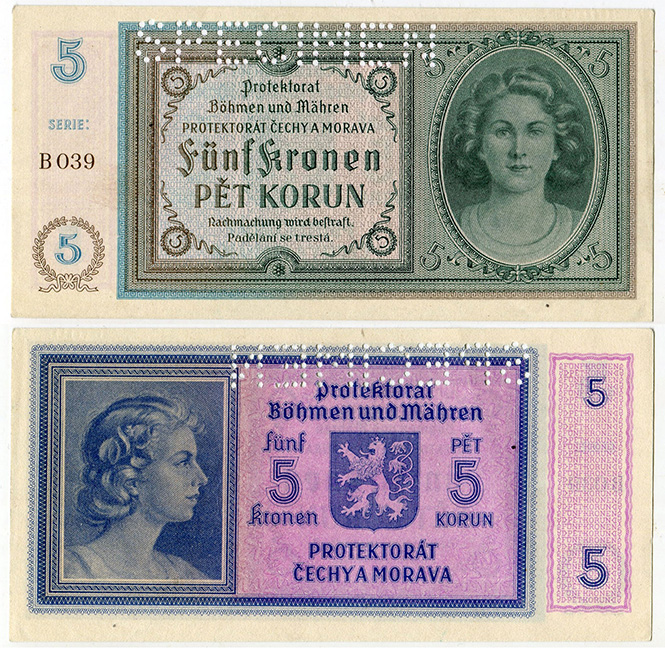 SPECIMEN
5
SERIE:
B 039
5
Protektorat
Böhmen und Mähren
PROTEKTORÁT ČECHY A MORAVA
Fünf Kronen
PĚT KORUN
Nachmachung wird bestraft.
Padělání se trestá.
5
5
5
5
Protektorat
Böhmen und Mähren
fünf
5
Kronen
PĚT
5
KORUN
PROTEKTORÁT
ČECHY A MORAVA
5
5